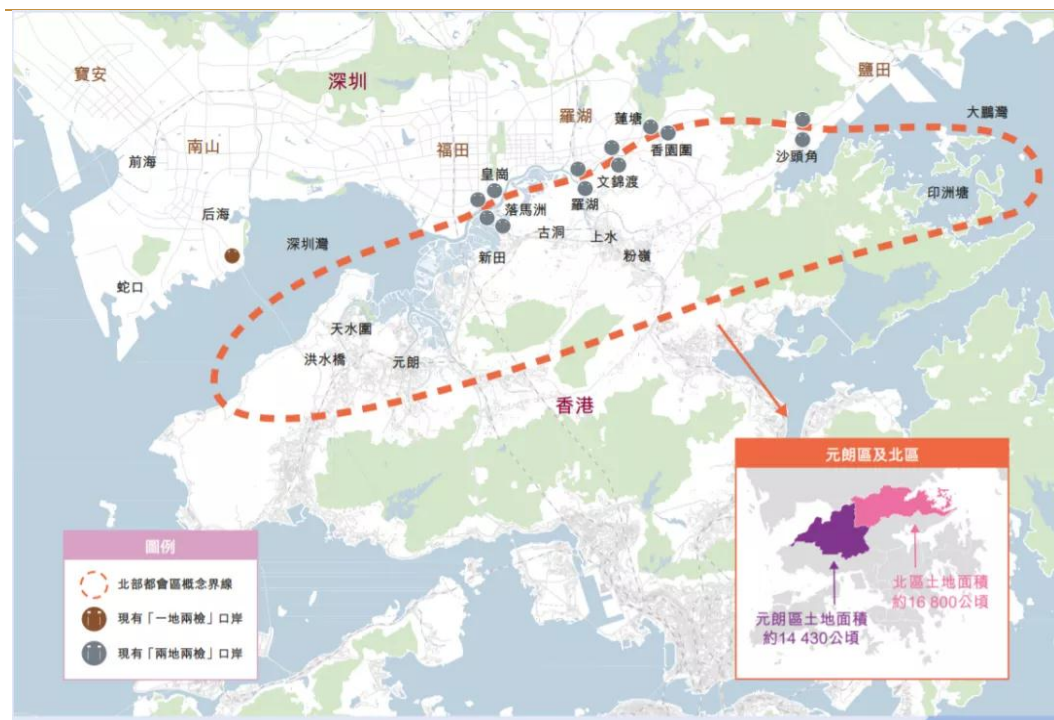 寶安
深圳
鹽田
大鵬灣
羅湖
蓮塘
南山
福田
前海
香園圍
沙頭角
文錦渡
皇崗
印洲塘
羅湖
后海
落馬洲
古洞
上水
深圳灣
新田
粉嶺
蛇口
天水圍
洪水橋
元朗
香港
元朗區及北區
北區土地面積
約16 800公頃
元朗區土地面積
約14 430公頃
圖例
北部都會區概念界線
現有「一地兩檢」口岸
現有「兩地兩檢」口岸